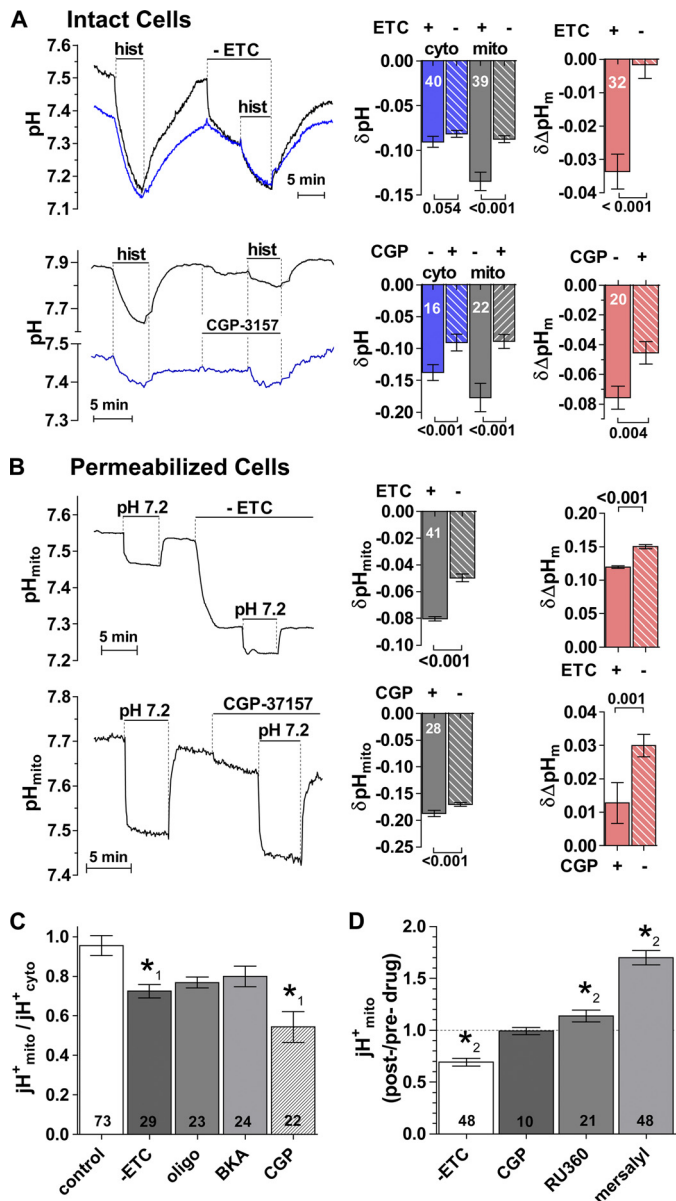 A Intact Cells
7.6
7.5
7.4
7.3
7.2
7.1
pH
hist
- ETC
hist
5 min
ETC + -
cyto mito
0.00
-0.05
-0.10
-0.15
δpH
40
39
0.054 <0.001
ETC + -
0.00
-0.01
-0.02
-0.03
-0.04
δΔpHm
32
< 0.001
7.9
7.7
7.4
7.3
pH
hist
hist
CGP-3157
5 min
CGP - + - +
cyto mito
0.00
-0.05
-0.10
-0.15
-0.20
δpH
16
22
<0.001 <0.001
CGP - +
0.00
-0.02
-0.04
-0.06
-0.08
δΔpHm
20
0.004
B Permeabilized Cells
7.6
7.5
7.4
7.3
7.2
pHmito
pH 7.2
- ETC
pH 7.2
5 min
ETC
+ -
0.00
-0.02
-0.04
-0.06
-0.08
-0.10
δpHmito
41
<0.001
<0.001
0.20
0.15
0.10
0.05
0.00
δΔpHm
ETC + -
7.8
7.7
7.6
7.5
7.4
pHmito
pH 7.2
CGP-37157
pH 7.2
5 min
CGP
+ -
0.00
-0.05
-0.10
-0.15
-0.20
-0.25
δpHmito
28
<0.001
0.001
0.04
0.03
0.02
0.01
0.00
δΔpHm
CGP + -
C
1.0
0.8
0.6
0.4
0.2
0.0
jH+mito / jH+cyto
*1
*1
73 29 23 24 22
control -ETC oligo BKA CGP
D
2.0
1.5
1.0
0.5
0.0
jH+mito
(post-/pre- drug)
*2
*2
*2
48 10 21 48
-ETC CGP RU360 mersalyl